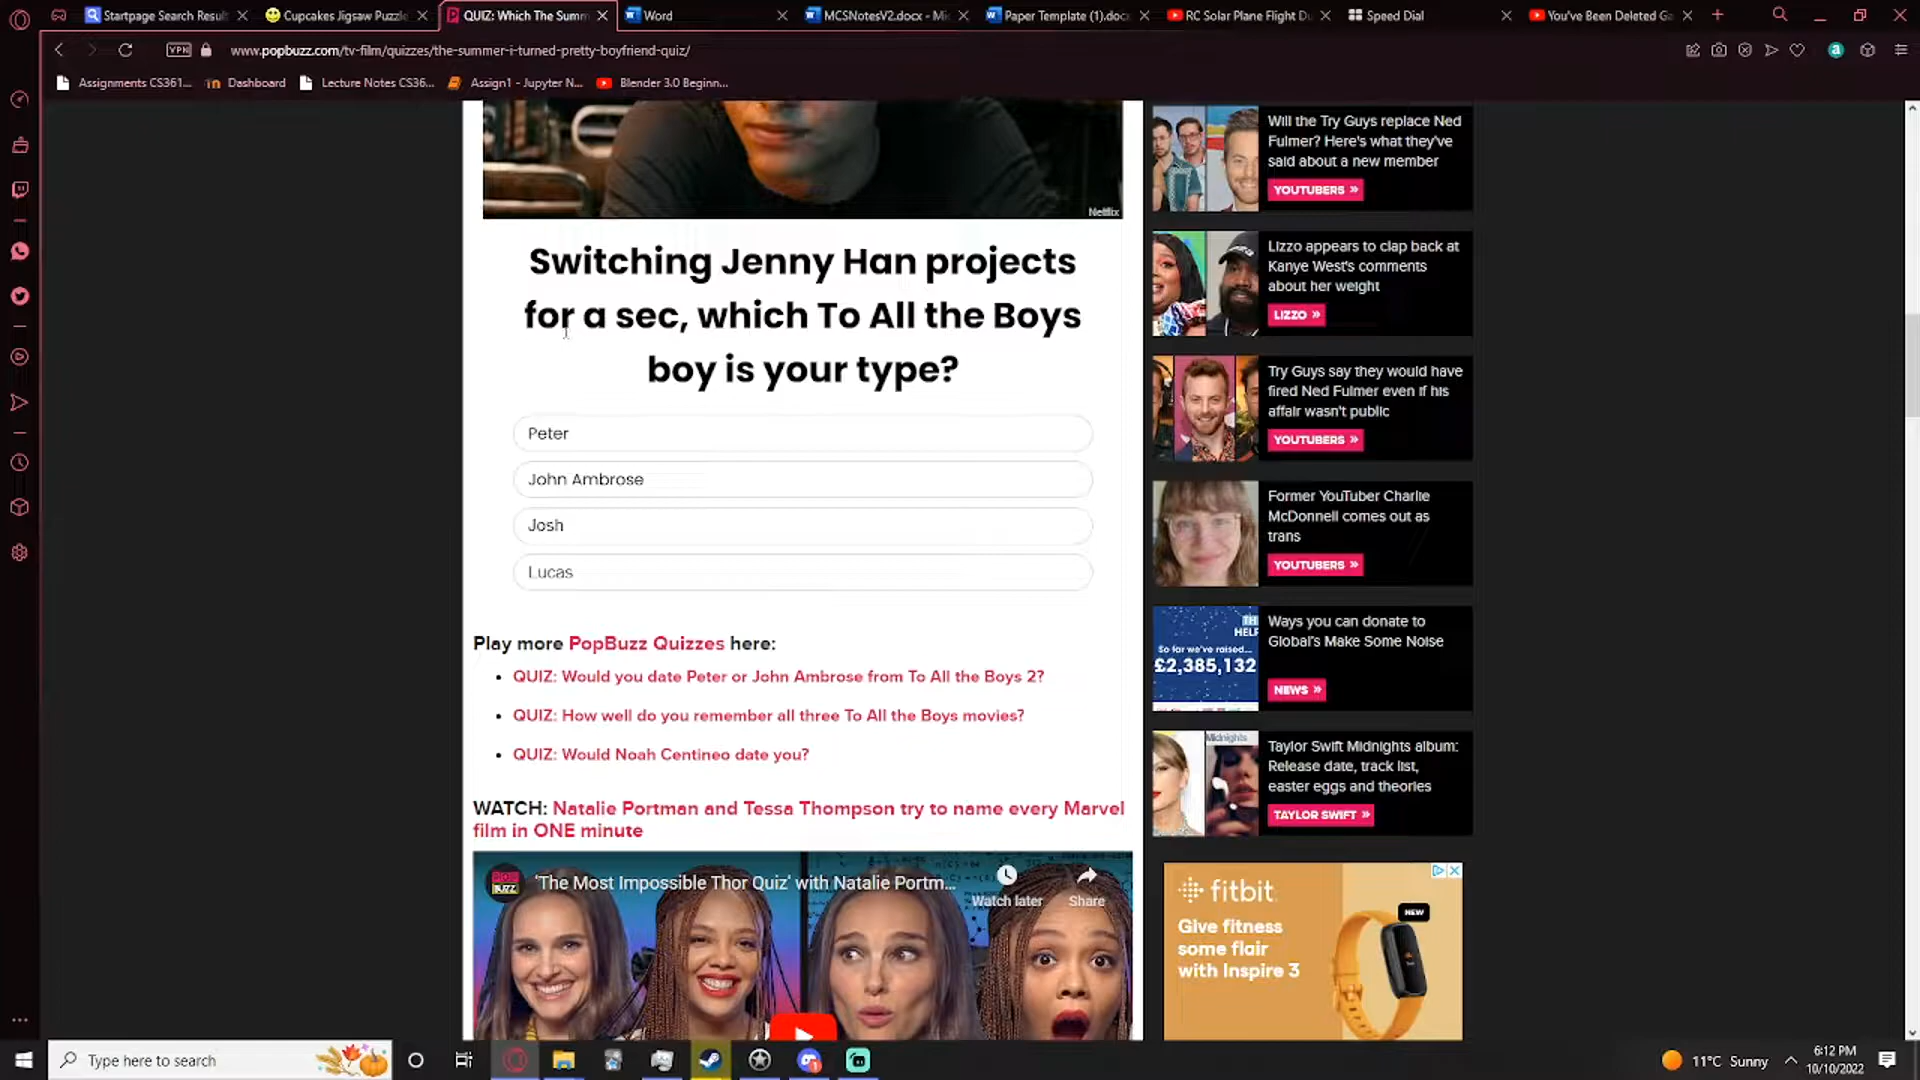 Startpage Search Resul
Cupcakes Jigsaw Puzzle
QUIZ: Which The Summ
Word
MCSNotesV2.docx - Mi
Paper Template (1).docx
RC Solar Plane Flight Du
Speed Dial
You've Been Deleted Ga
VPN
www.popbuzz.com/tv-film/quizzes/the-summer-i-turned-pretty-boyfriend-quiz/
Assignments CS361...
Dashboard
Lecture Notes CS36...
Assign1 - Jupyter N...
Blender 3.0 Beginn...
Netflix
Switching Jenny Han projects
for a sec, which To All the Boys
boy is your type?
Peter
John Ambrose
Josh
Lucas
Play more PopBuzz Quizzes here:
• QUIZ: Would you date Peter or John Ambrose from To All the Boys 2?
• QUIZ: How well do you remember all three To All the Boys movies?
• QUIZ: Would Noah Centineo date you?
WATCH: Natalie Portman and Tessa Thompson try to name every Marvel
film in ONE minute
POP
BUZZ
'The Most Impossible Thor Quiz' with Natalie Portm...
Watch later
Share
Will the Try Guys replace Ned
Fulmer? Here's what they've
said about a new member
YOUTUBERS »
Lizzo appears to clap back at
Kanye West's comments
about her weight
LIZZO »
Try Guys say they would have
fired Ned Fulmer even if his
affair wasn't public
YOUTUBERS »
Former YouTuber Charlie
McDonnell comes out as
trans
YOUTUBERS »
TH
HELP
So far we've raised...
£2,385,132
Ways you can donate to
Global's Make Some Noise
NEWS »
Midnights
Taylor Swift Midnights album:
Release date, track list,
easter eggs and theories
TAYLOR SWIFT »
fitbit
NEW
Give fitness
some flair
with Inspire 3
Type here to search
11°C Sunny
6:12 PM
10/10/2022